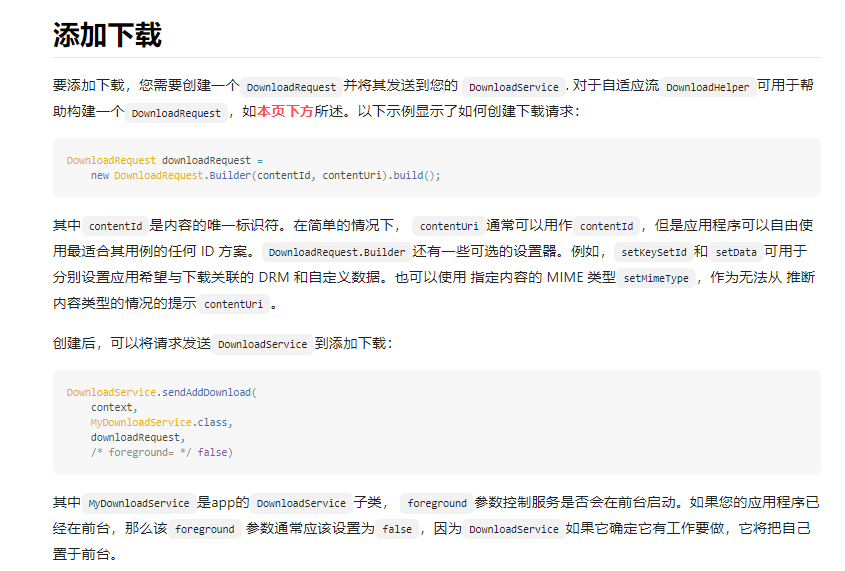 添加下载
要添加下载，您需要创建一个 DownloadRequest 并将其发送到您的 DownloadService . 对于自适应流 DownloadHelper 可用于帮
助构建一个 DownloadRequest ，如本页下方所述。以下示例显示了如何创建下载请求：
DownloadRequest downloadRequest =
    new DownloadRequest.Builder(contentId, contentUri).build();
其中 contentId 是内容的唯一标识符。在简单的情况下， contentUri 通常可以用作 contentId ，但是应用程序可以自由使
用最适合其用例的任何 ID 方案。 DownloadRequest.Builder 还有一些可选的设置器。例如， setKeySetId 和 setData 可用于
分别设置应用希望与下载关联的 DRM 和自定义数据。也可以使用 指定内容的 MIME 类型 setMimeType ，作为无法从 推断
内容类型的情况的提示 contentUri 。
创建后，可以将请求发送 DownloadService 到添加下载：
DownloadService.sendAddDownload(
    context,
    MyDownloadService.class,
    downloadRequest,
    /* foreground= */ false)
其中 MyDownloadService 是app的 DownloadService 子类， foreground 参数控制服务是否会在前台启动。如果您的应用程序已
经在前台，那么该 foreground 参数通常应该设置为 false ，因为 DownloadService 如果它确定它有工作要做，它将把自己
置于前台。